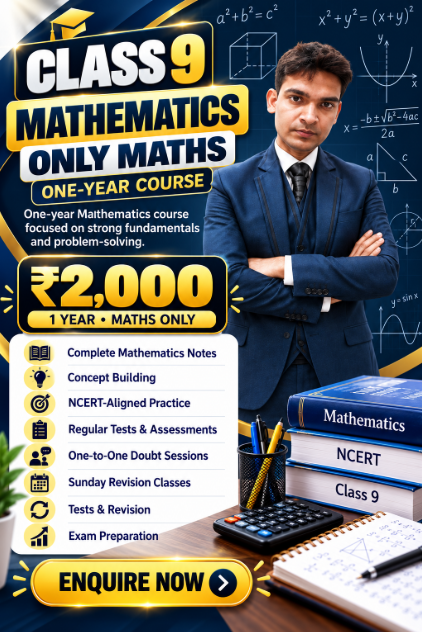 a²+b²=c²
x²+y²=(x+y)²
CLASS 9
MATHEMATICS
ONLY MATHS
ONE-YEAR COURSE
One-year Mathematics course
focused on strong fundamentals
and problem-solving.
₹2,000
1 YEAR • MATHS ONLY
Complete Mathematics Notes
Concept Building
NCERT-Aligned Practice
Regular Tests & Assessments
One-to-One Doubt Sessions
Sunday Revision Classes
Tests & Revision
Exam Preparation
ENQUIRE NOW
y
x
x = -b±√b²-4ac
2a
a
c
b
y = sin x
Mathematics
NCERT
Class 9